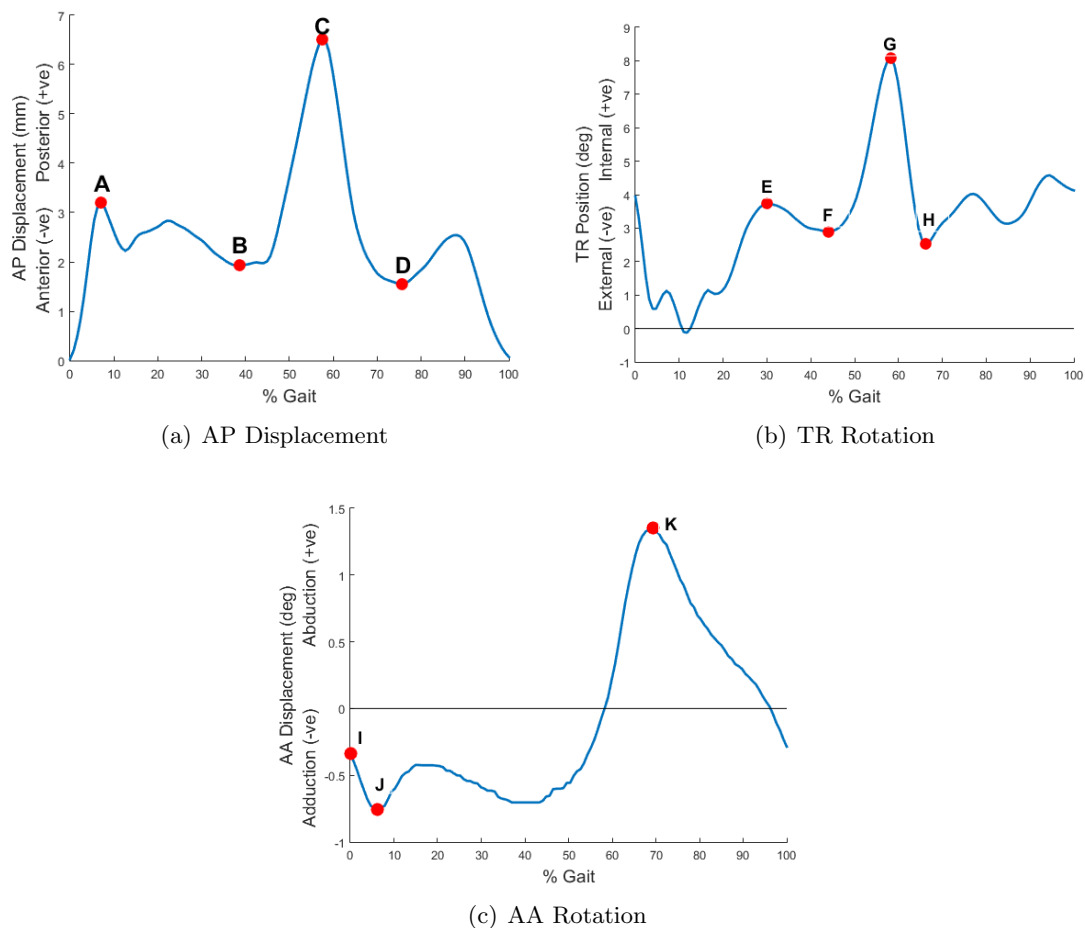 7
6
5
4
3
2
1
0
AP Displacement (mm)
Anterior (-ve) Posterior (+ve)
A
B
C
D
0 10 20 30 40 50 60 70 80 90 100
% Gait
(a) AP Displacement
9
8
7
6
5
4
3
2
1
0
-1
TR Position (deg)
External (-ve) Internal (+ve)
E
F
G
H
0 10 20 30 40 50 60 70 80 90 100
% Gait
(b) TR Rotation
1.5
1
0.5
0
-0.5
-1
AA Displacement (deg)
Adduction (-ve) Abduction (+ve)
I
J
K
0 10 20 30 40 50 60 70 80 90 100
% Gait
(c) AA Rotation